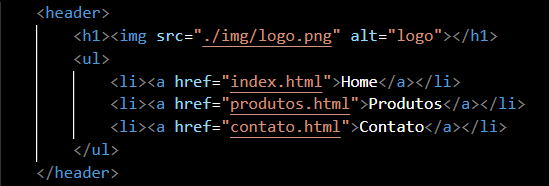 <header>
<h1><img src="./img/logo.png" alt="logo"></h1>
<ul>
<li><a href="index.html">Home</a></li>
<li><a href="produtos.html">Produtos</a></li>
<li><a href="contato.html">Contato</a></li>
</ul>
</header>